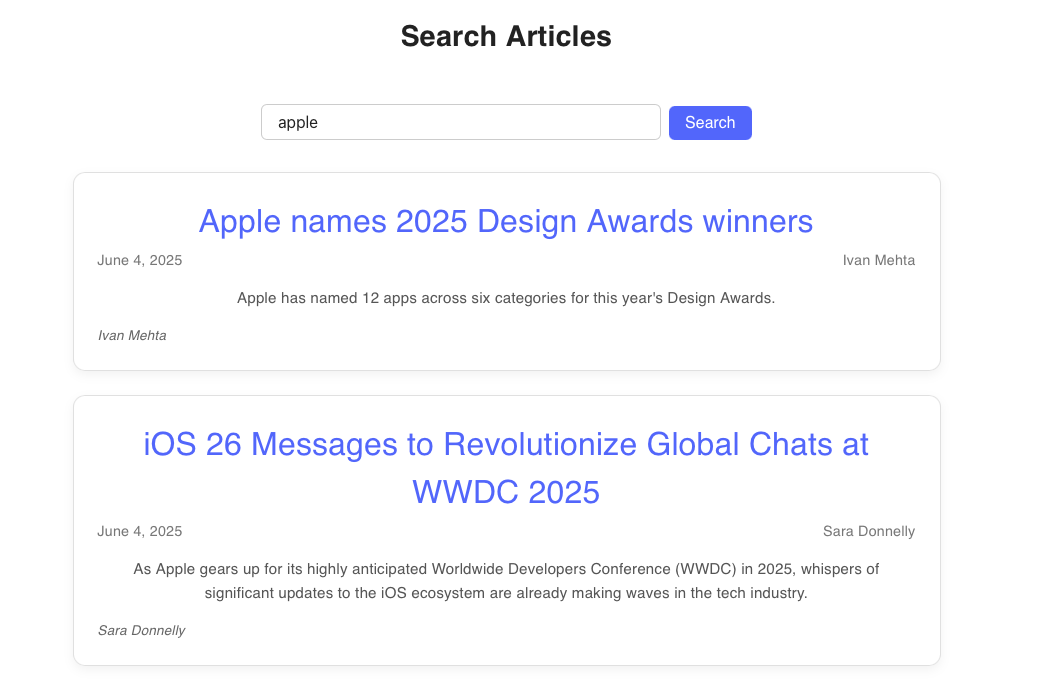 Search Articles
apple
Search
Apple names 2025 Design Awards winners
June 4, 2025
Ivan Mehta
Apple has named 12 apps across six categories for this year's Design Awards.
Ivan Mehta
iOS 26 Messages to Revolutionize Global Chats at
WWDC 2025
June 4, 2025
Sara Donnelly
As Apple gears up for its highly anticipated Worldwide Developers Conference (WWDC) in 2025, whispers of
significant updates to the iOS ecosystem are already making waves in the tech industry.
Sara Donnelly